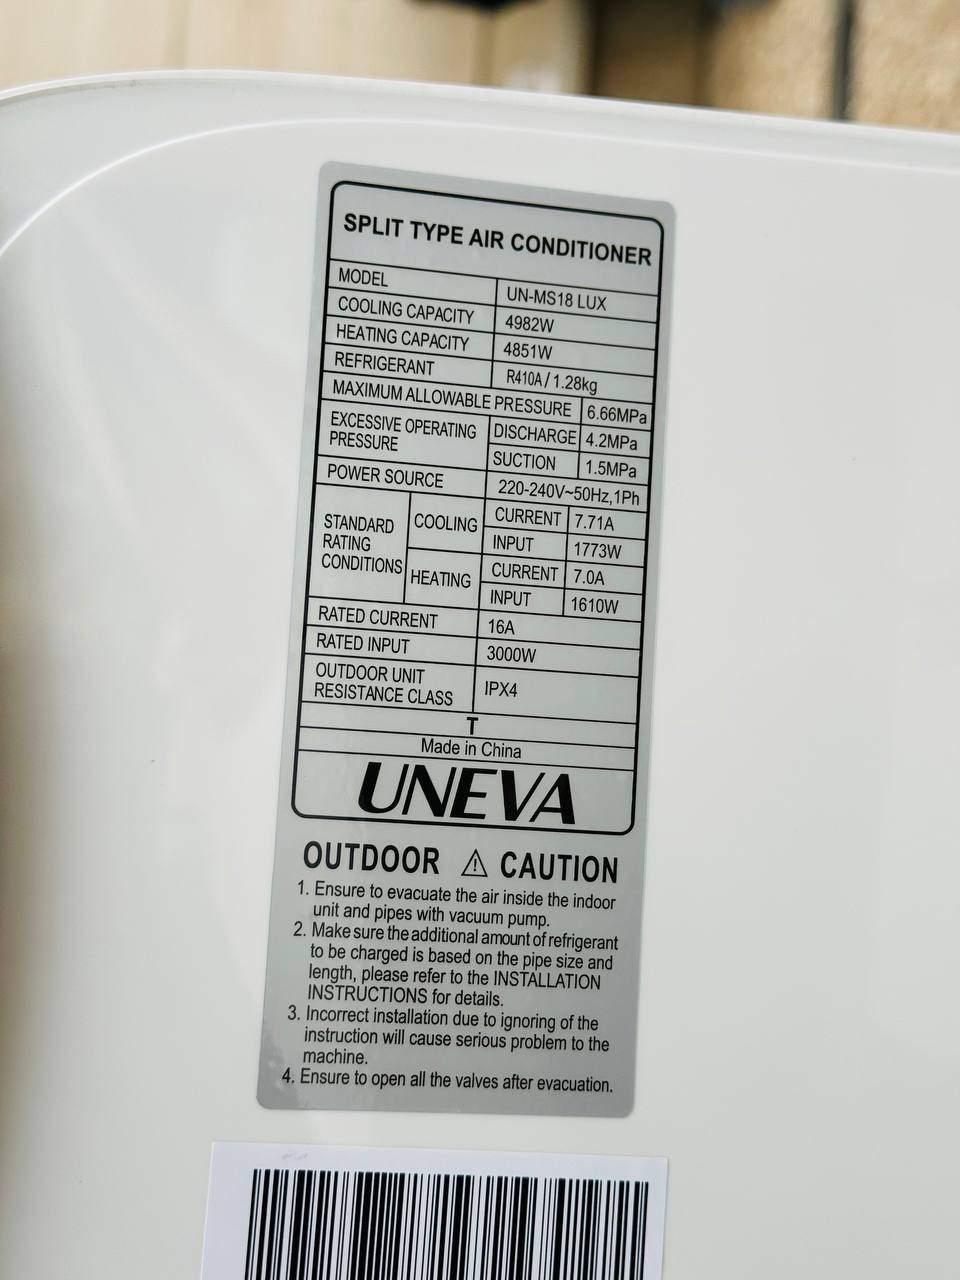 SPLIT TYPE AIR CONDITIONER
MODEL UN-MS18 LUX
COOLING CAPACITY 4982W
HEATING CAPACITY 4851W
REFRIGERANT R410A / 1.28kg
MAXIMUM ALLOWABLE PRESSURE 6.66MPa
EXCESSIVE OPERATING
PRESSURE
DISCHARGE 4.2MPa
SUCTION 1.5MPa
POWER SOURCE 220-240V~50Hz,1Ph
STANDARD
RATING
CONDITIONS
COOLING
CURRENT 7.71A
INPUT 1773W
HEATING
CURRENT 7.0A
INPUT 1610W
RATED CURRENT 16A
RATED INPUT 3000W
OUTDOOR UNIT
RESISTANCE CLASS
IPX4
T
Made in China
UNEVA
OUTDOOR ⚠ CAUTION
1. Ensure to evacuate the air inside the indoor
unit and pipes with vacuum pump.
2. Make sure the additional amount of refrigerant
to be charged is based on the pipe size and
length, please refer to the INSTALLATION
INSTRUCTIONS for details.
3. Incorrect installation due to ignoring of the
instruction will cause serious problem to the
machine.
4. Ensure to open all the valves after evacuation.